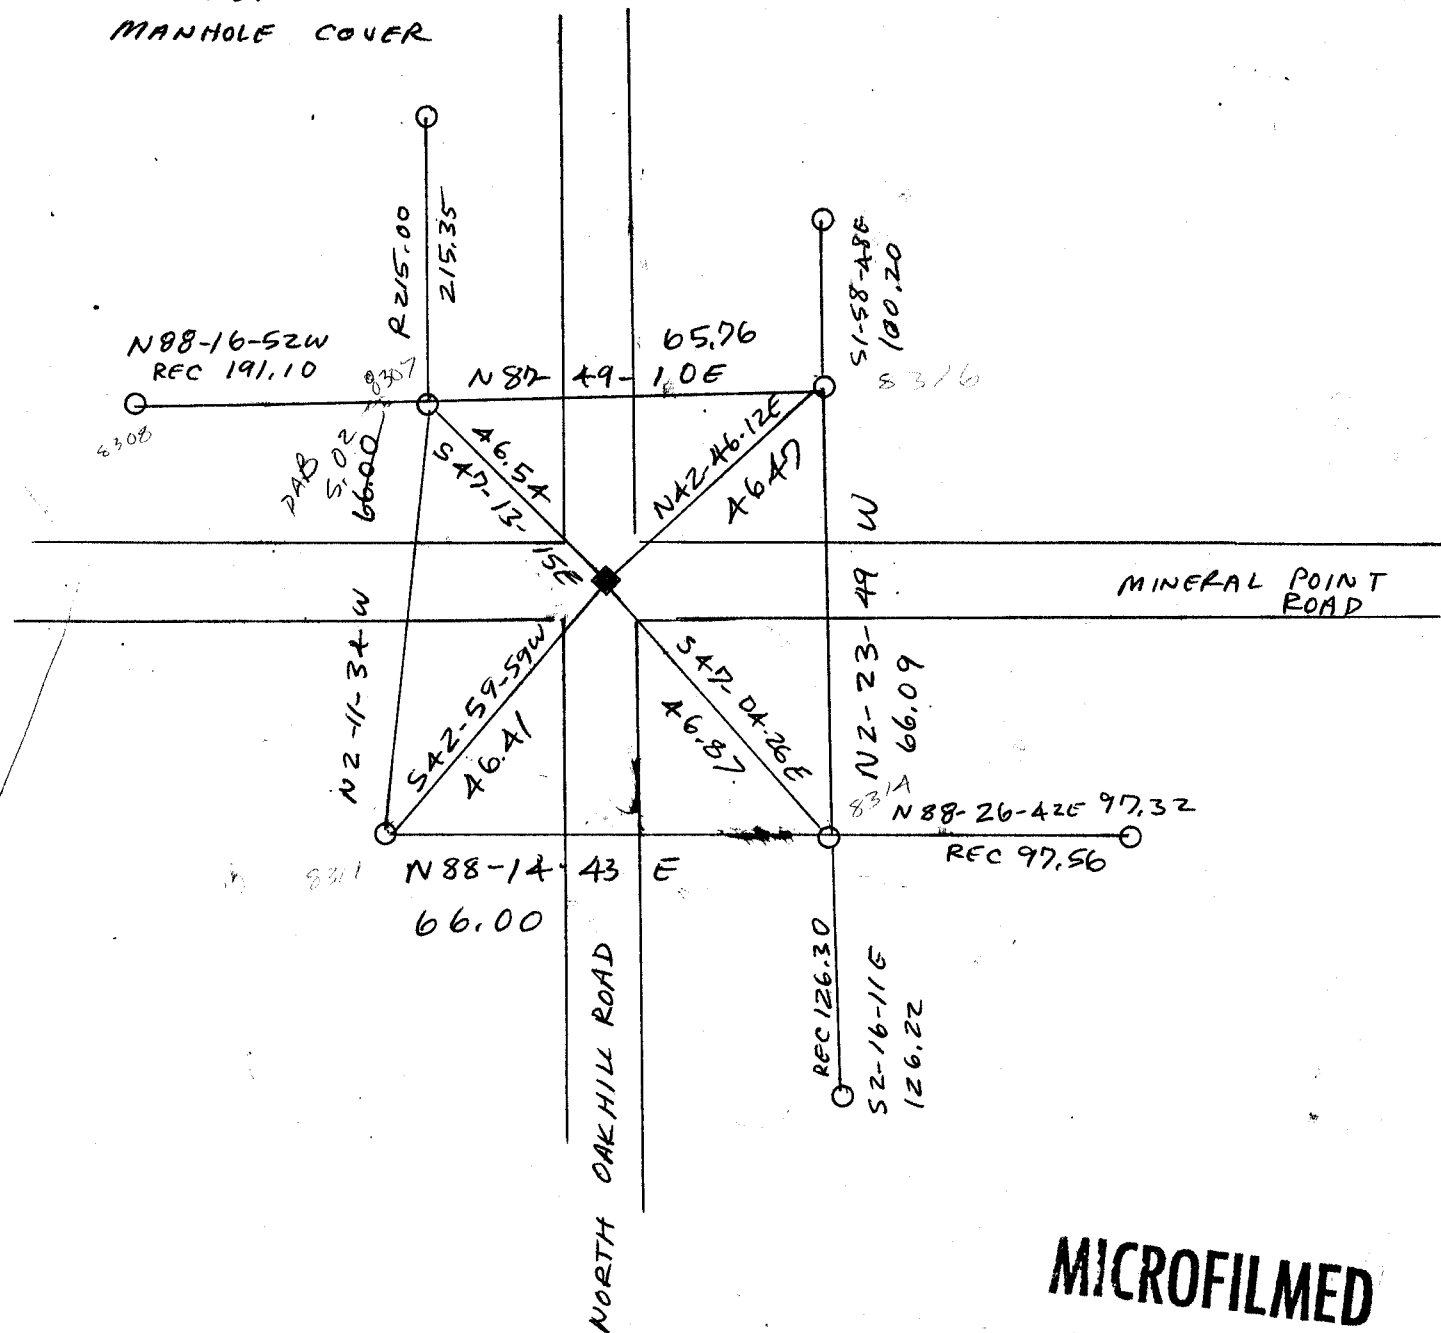 MANHOLE COVER
R215.00
215.35
S1-58-48E
100.20
N88-16-52W
REC 191.10
65.76
N87-49-10E
8307
8316
8308
DAB
5.02
66.00
46.54
S47-13-15E
N42-46-12E
46.47
MINERAL POINT
ROAD
N2-11-34W
S42-59-59W
46.41
S47-04-26E
46.87
N2-23-49 W
66.09
8314
N88-26-42E 97.32
REC 97.56
8311
N88-14-43 E
66.00
REC 126.30
S2-16-11E
126.22
NORTH OAKHILL ROAD
MICROFILMED